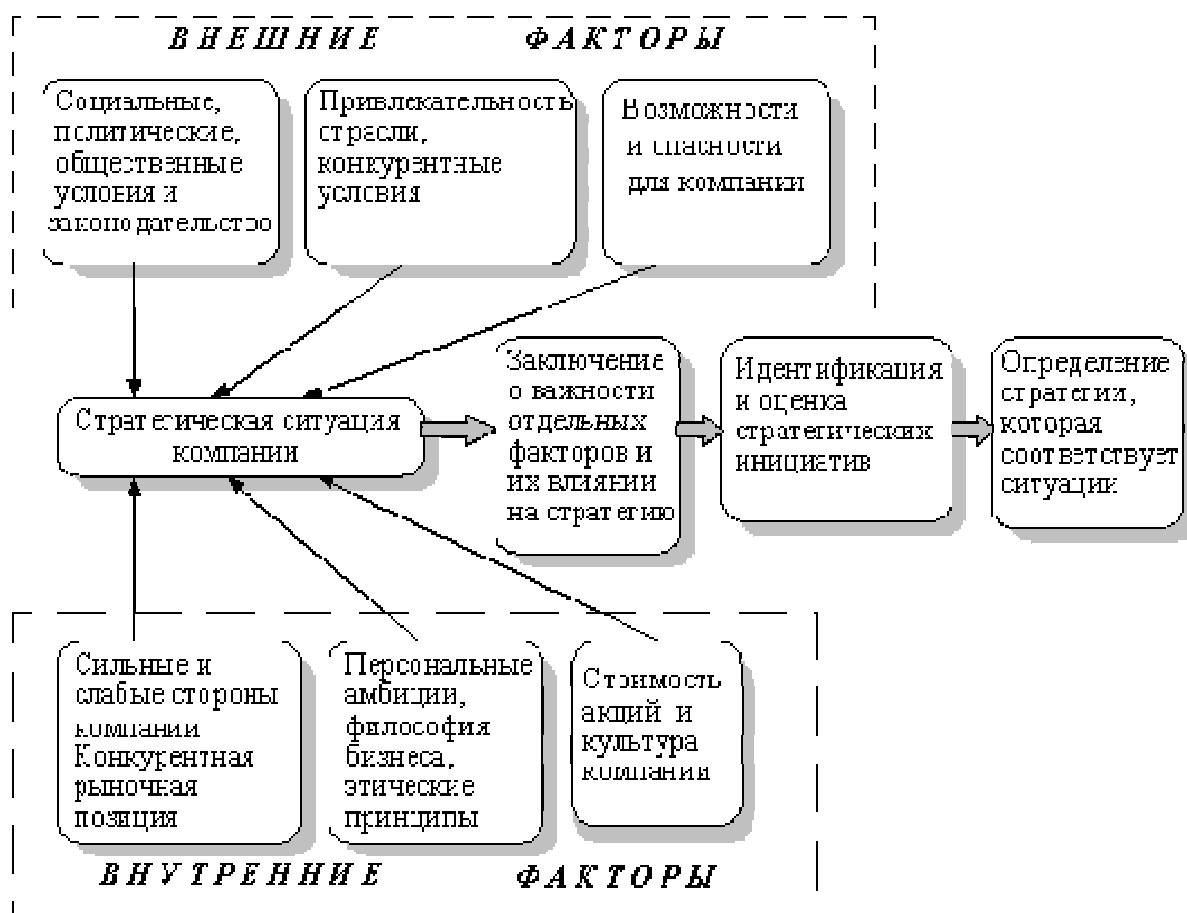 ВНЕШНИЕ ФАКТОРЫ
Социальные,
политические,
общественные
условия и
законодательство
Привлекательность
отрасли,
конкурентные
условия
Возможности
и опасности
для компании
Стратегическая ситуация
компании
Заключение
о важности
отдельных
факторов и
их влиянии
на стратегию
Идентификация
и оценка
стратегических
инициатив
Определение
стратегии,
которая
соответствует
ситуации
Сильные и
слабые стороны
компании
Конкурентная
рыночная
позиция
Персональные
амбиции,
философия
бизнеса,
этические
принципы
Стоимость
акций и
культура
компании
ВНУТРЕННИЕ ФАКТОРЫ